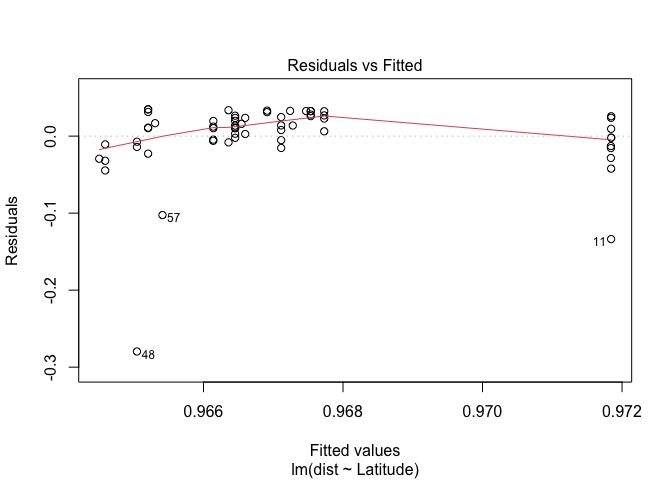 Residuals vs Fitted
Residuals
0.0
-0.1
-0.2
-0.3
57
11
48
0.966
0.968
0.970
0.972
Fitted values
lm(dist ~ Latitude)